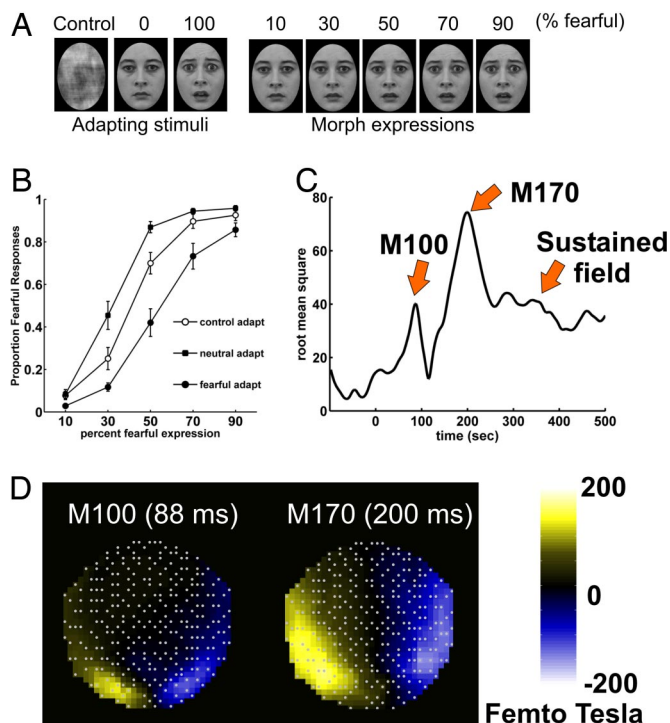 A
Control 0 100 10 30 50 70 90 (% fearful)
Adapting stimuli Morph expressions
B
Proportion Fearful Responses
1
0.8
0.6
0.4
0.2
0
control adapt
neutral adapt
fearful adapt
10 30 50 70 90
percent fearful expression
C
root mean square
80
60
40
20
0
M100
M170
Sustained
field
0 100 200 300 400 500
time (sec)
D
M100 (88 ms) M170 (200 ms)
200
0
-200
Femto Tesla